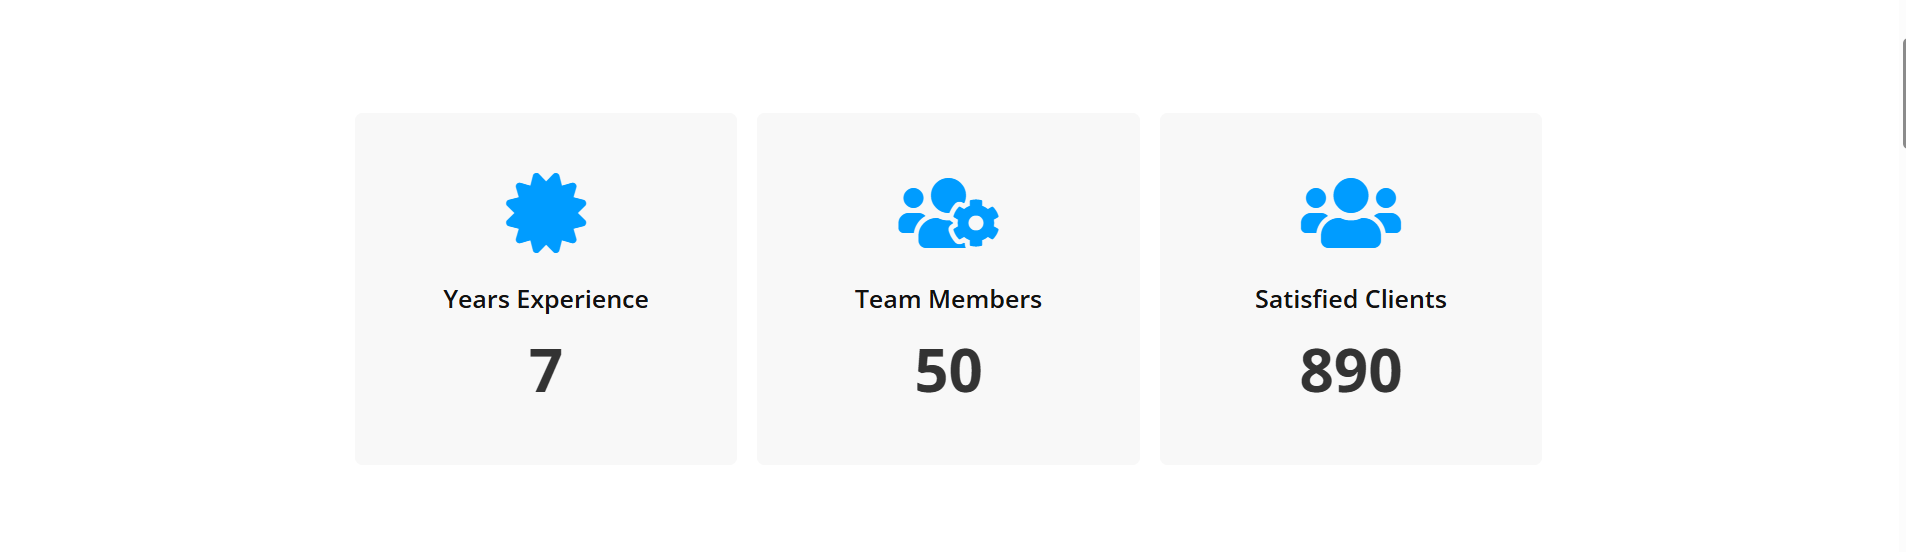 Years Experience
7
Team Members
50
Satisfied Clients
890